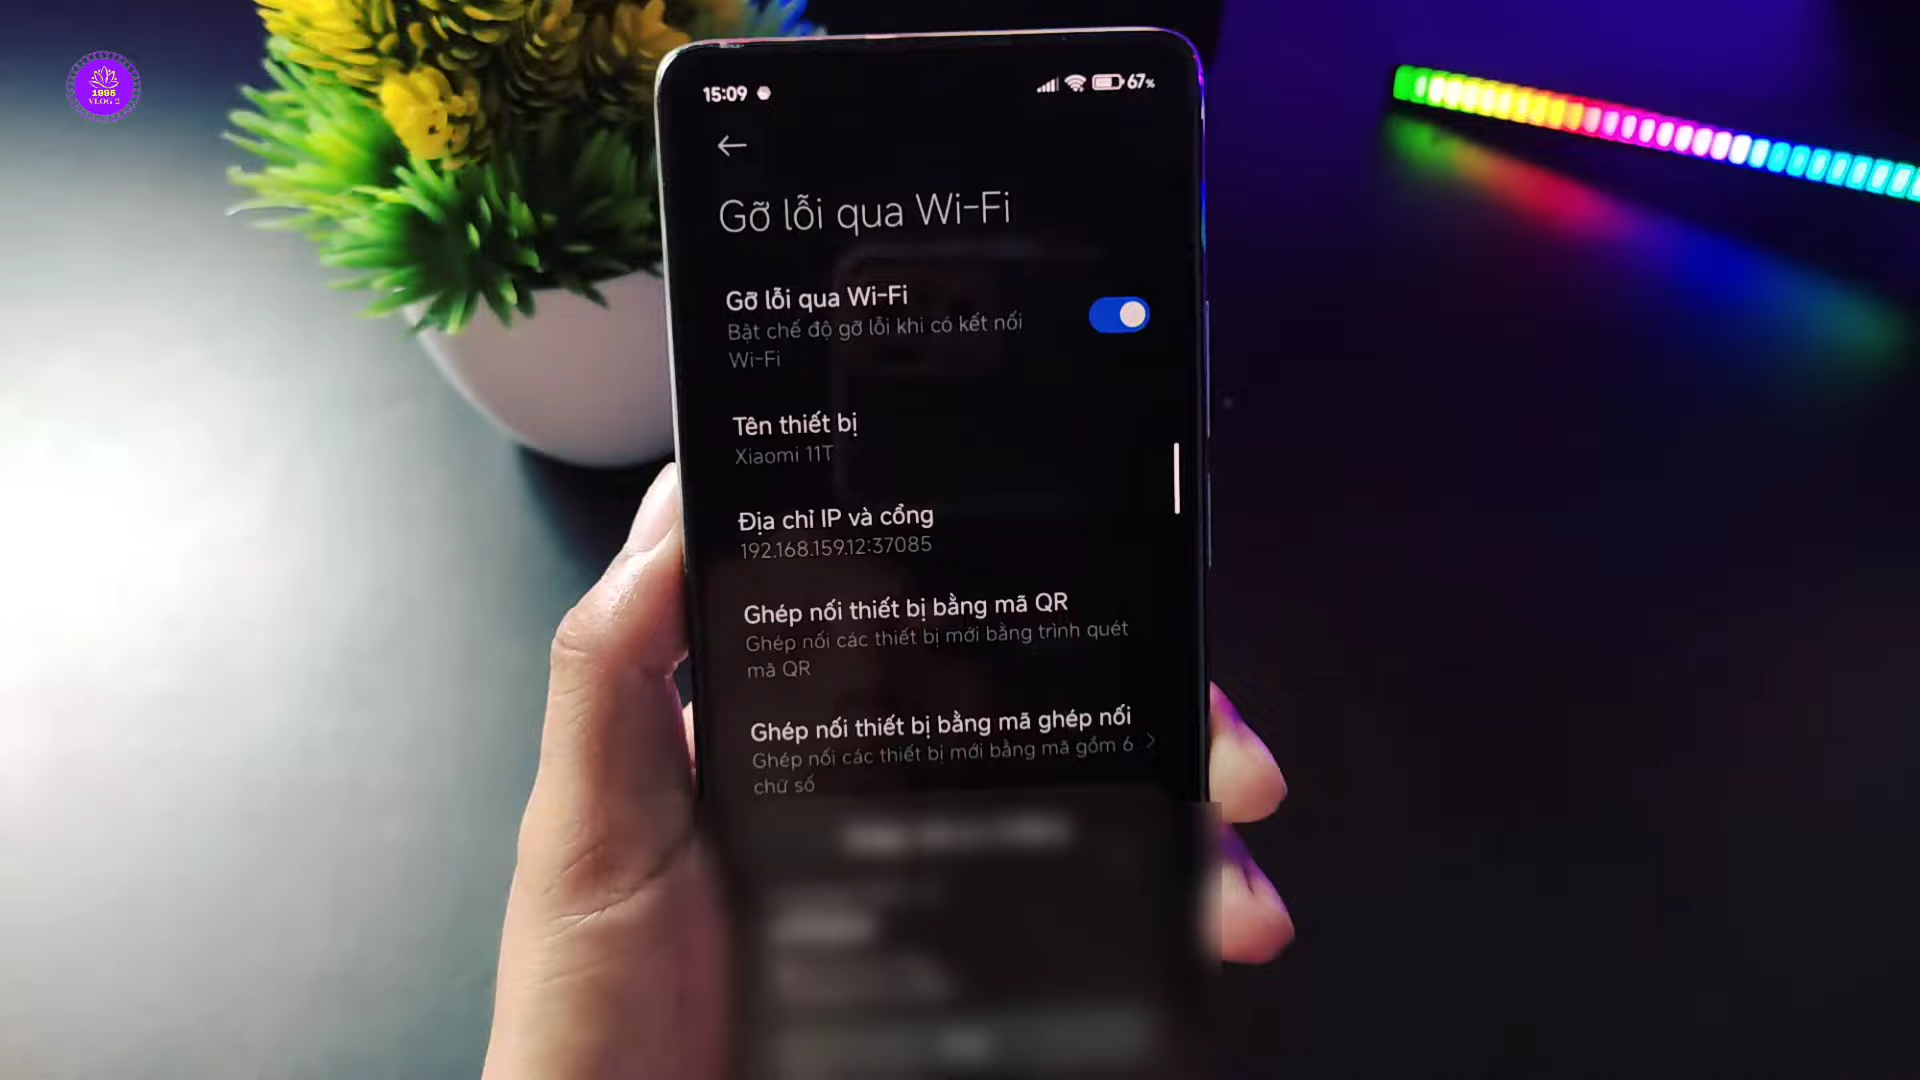 1995
VLOG 2
15:09
67%
Gỡ lỗi qua Wi-Fi
Gỡ lỗi qua Wi-Fi
Bật chế độ gỡ lỗi khi có kết nối
Wi-Fi
Tên thiết bị
Xiaomi 11T
Địa chỉ IP và cổng
192.168.159.12:37085
Ghép nối thiết bị bằng mã QR
Ghép nối các thiết bị mới bằng trình quét
mã QR
Ghép nối thiết bị bằng mã ghép nối
Ghép nối các thiết bị mới bằng mã gồm 6
chữ số